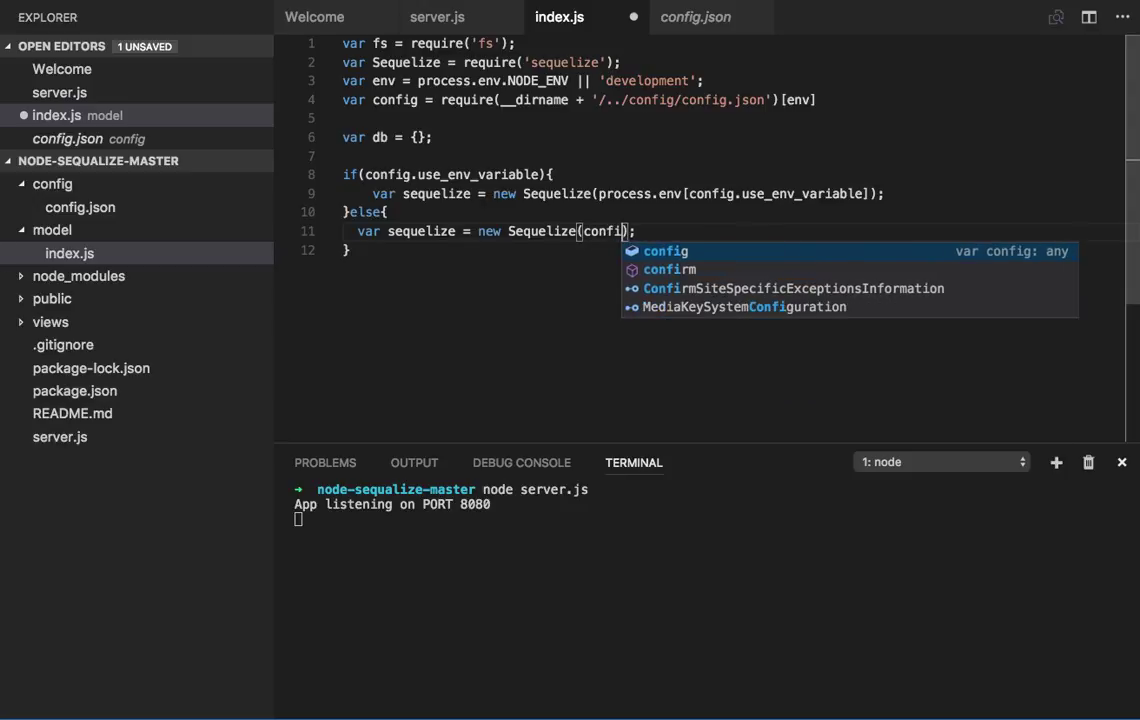 EXPLORER
OPEN EDITORS 1 UNSAVED
Welcome
server.js
index.js model
config.json config
NODE-SEQUALIZE-MASTER
config
config.json
model
index.js
node_modules
public
views
.gitignore
package-lock.json
package.json
README.md
server.js
Welcome server.js index.js config.json
1 var fs = require('fs');
2 var Sequelize = require('sequelize');
3 var env = process.env.NODE_ENV || 'development';
4 var config = require(__dirname + '/../config/config.json')[env]
5
6 var db = {};
7
8 if(config.use_env_variable){
9 var sequelize = new Sequelize(process.env[config.use_env_variable]);
10 }else{
11 var sequelize = new Sequelize(confi);
12 }
config var config: any
confirm
ConfirmSiteSpecificExceptionsInformation
MediaKeySystemConfiguration
PROBLEMS OUTPUT DEBUG CONSOLE TERMINAL 1: node
➜ node-sequalize-master node server.js
App listening on PORT 8080